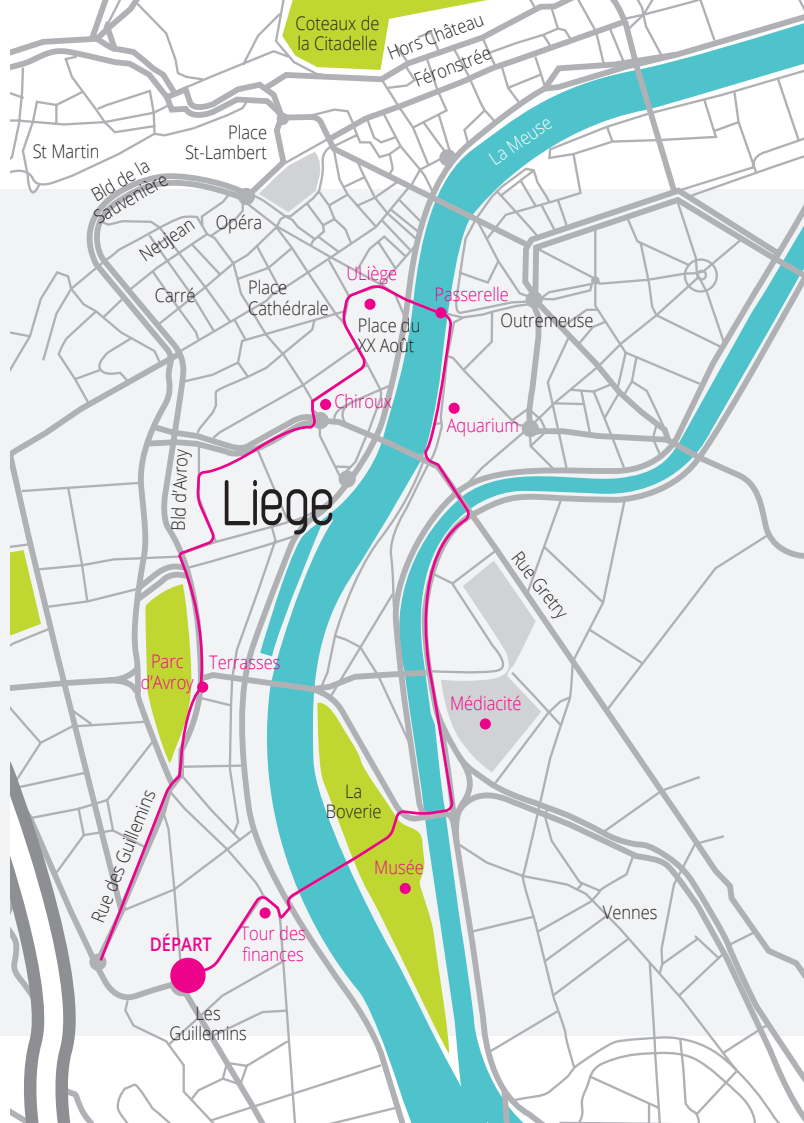 Coteaux de
la Citadelle
Hors Château
Féronstrée
La Meuse
Place
St-Lambert
St Martin
Bld de la
Sauvenière
Opéra
Neujean
Carré
Place
Cathédrale
ULiège
Passerelle
Place du
XX Août
Outremeuse
Chiroux
Aquarium
Bld d'Avroy
Liege
Rue Gretry
Parc
d'Avroy
Terrasses
Médiacité
La
Boverie
Rue des Guillemins
Musée
Vennes
DÉPART
Tour des
finances
Les
Guillemins